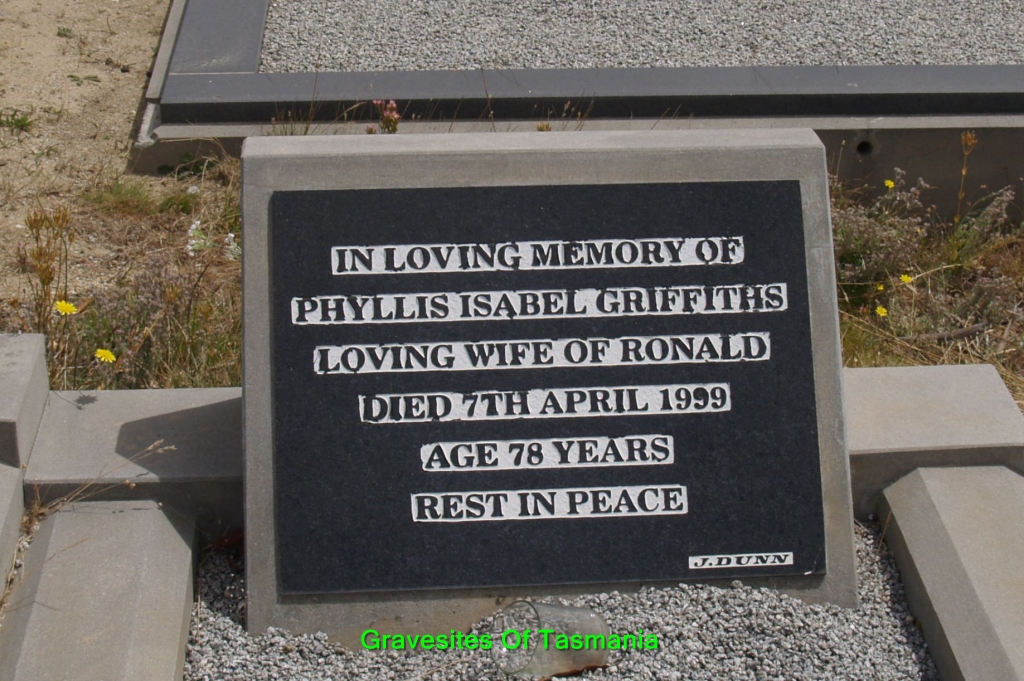 IN LOVING MEMORY OF
PHYLLIS ISABEL GRIFFITHS
LOVING WIFE OF RONALD
DIED 7TH APRIL 1999
AGE 78 YEARS
REST IN PEACE
J.DUNN
Gravesites Of Tasmania